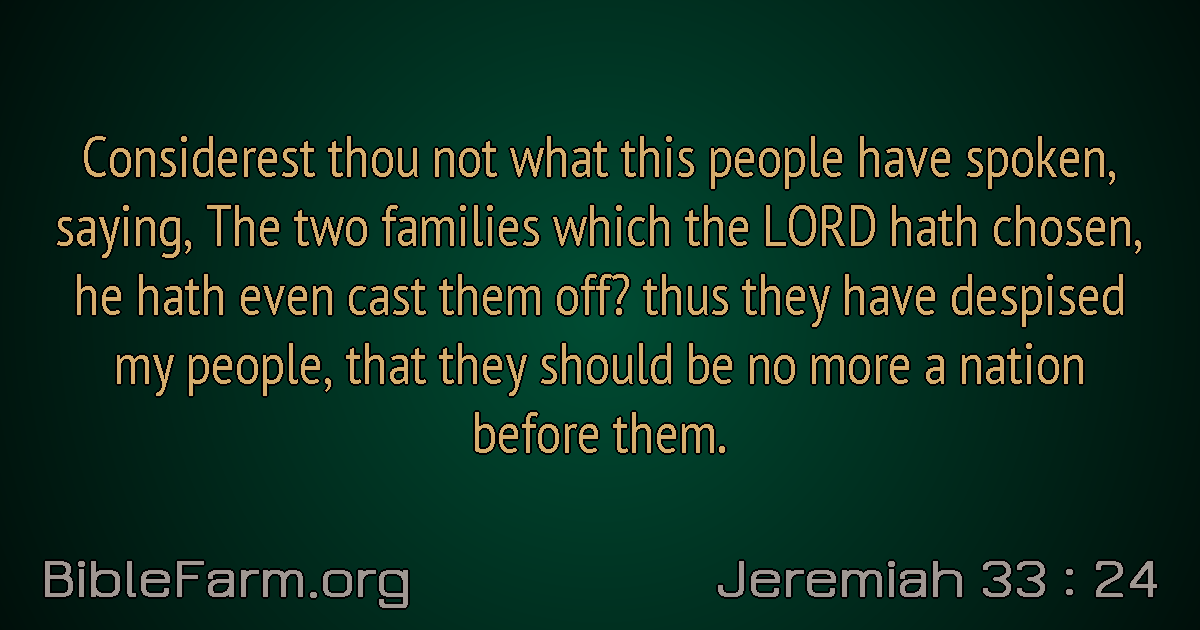 Considerest thou not what this people have spoken,
saying, The two families which the LORD hath chosen,
he hath even cast them off? thus they have despised
my people, that they should be no more a nation
before them.
BibleFarm.org
Jeremiah 33 : 24